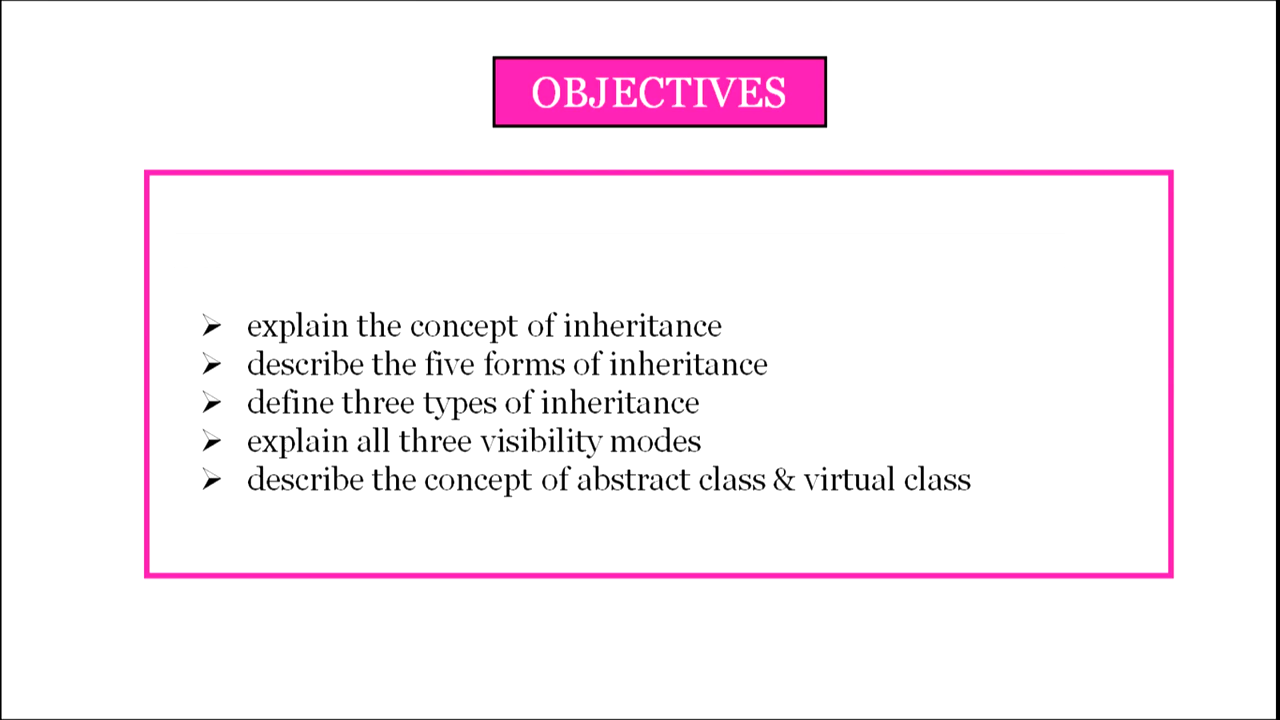 OBJECTIVES
➢ explain the concept of inheritance
➢ describe the five forms of inheritance
➢ define three types of inheritance
➢ explain all three visibility modes
➢ describe the concept of abstract class & virtual class